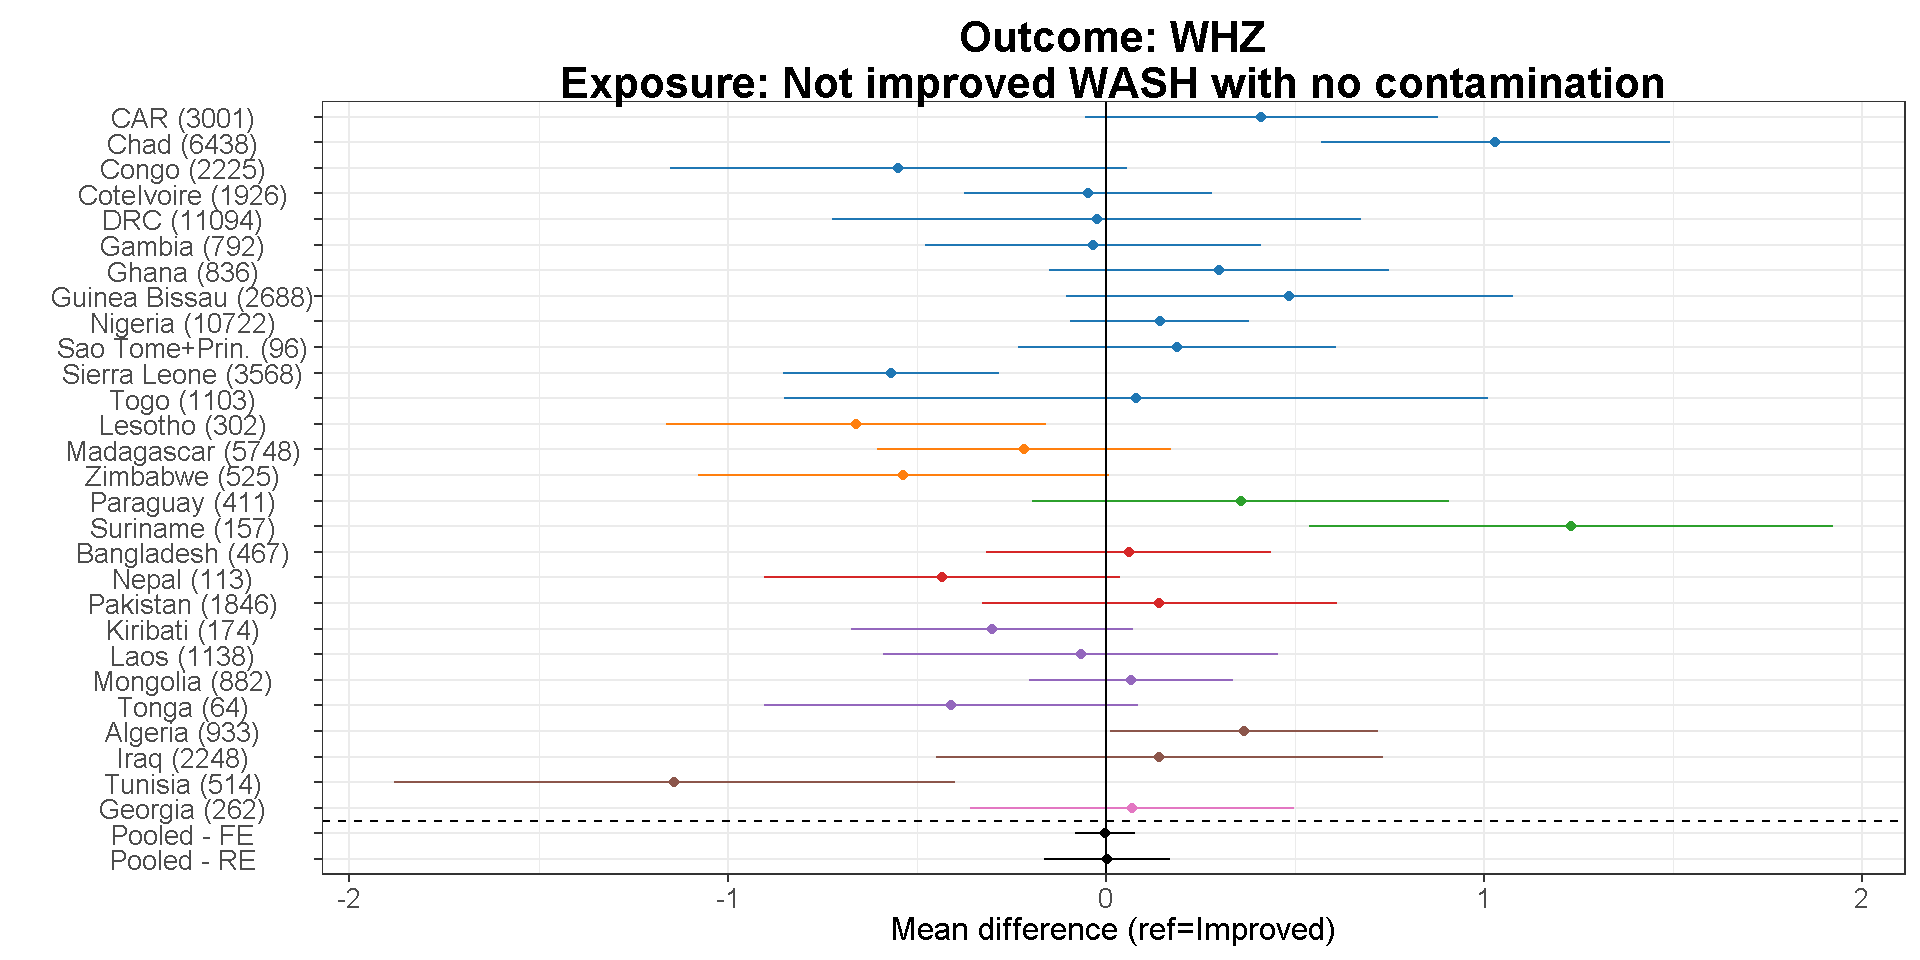 Outcome: WHZ
Exposure: Not improved WASH with no contamination
CAR (3001)
Chad (6438)
Congo (2225)
CoteIvoire (1926)
DRC (11094)
Gambia (792)
Ghana (836)
Guinea Bissau (2688)
Nigeria (10722)
Sao Tome+Prin. (96)
Sierra Leone (3568)
Togo (1103)
Lesotho (302)
Madagascar (5748)
Zimbabwe (525)
Paraguay (411)
Suriname (157)
Bangladesh (467)
Nepal (113)
Pakistan (1846)
Kiribati (174)
Laos (1138)
Mongolia (882)
Tonga (64)
Algeria (933)
Iraq (2248)
Tunisia (514)
Georgia (262)
Pooled - FE
Pooled - RE
-2 -1 0 1 2
Mean difference (ref=Improved)